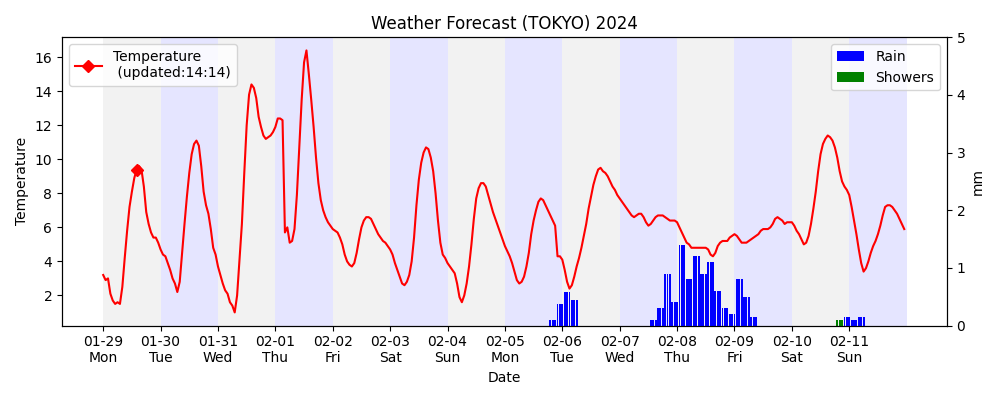 Weather Forecast (TOKYO) 2024
Temperature
(updated:14:14)
Rain
Showers
16
14
12
10
8
6
4
2
Temperature
5
4
3
2
1
0
mm
01-29 01-30 01-31 02-01 02-02 02-03 02-04 02-05 02-06 02-07 02-08 02-09 02-10 02-11
Mon Tue Wed Thu Fri Sat Sun Mon Tue Wed Thu Fri Sat Sun
Date